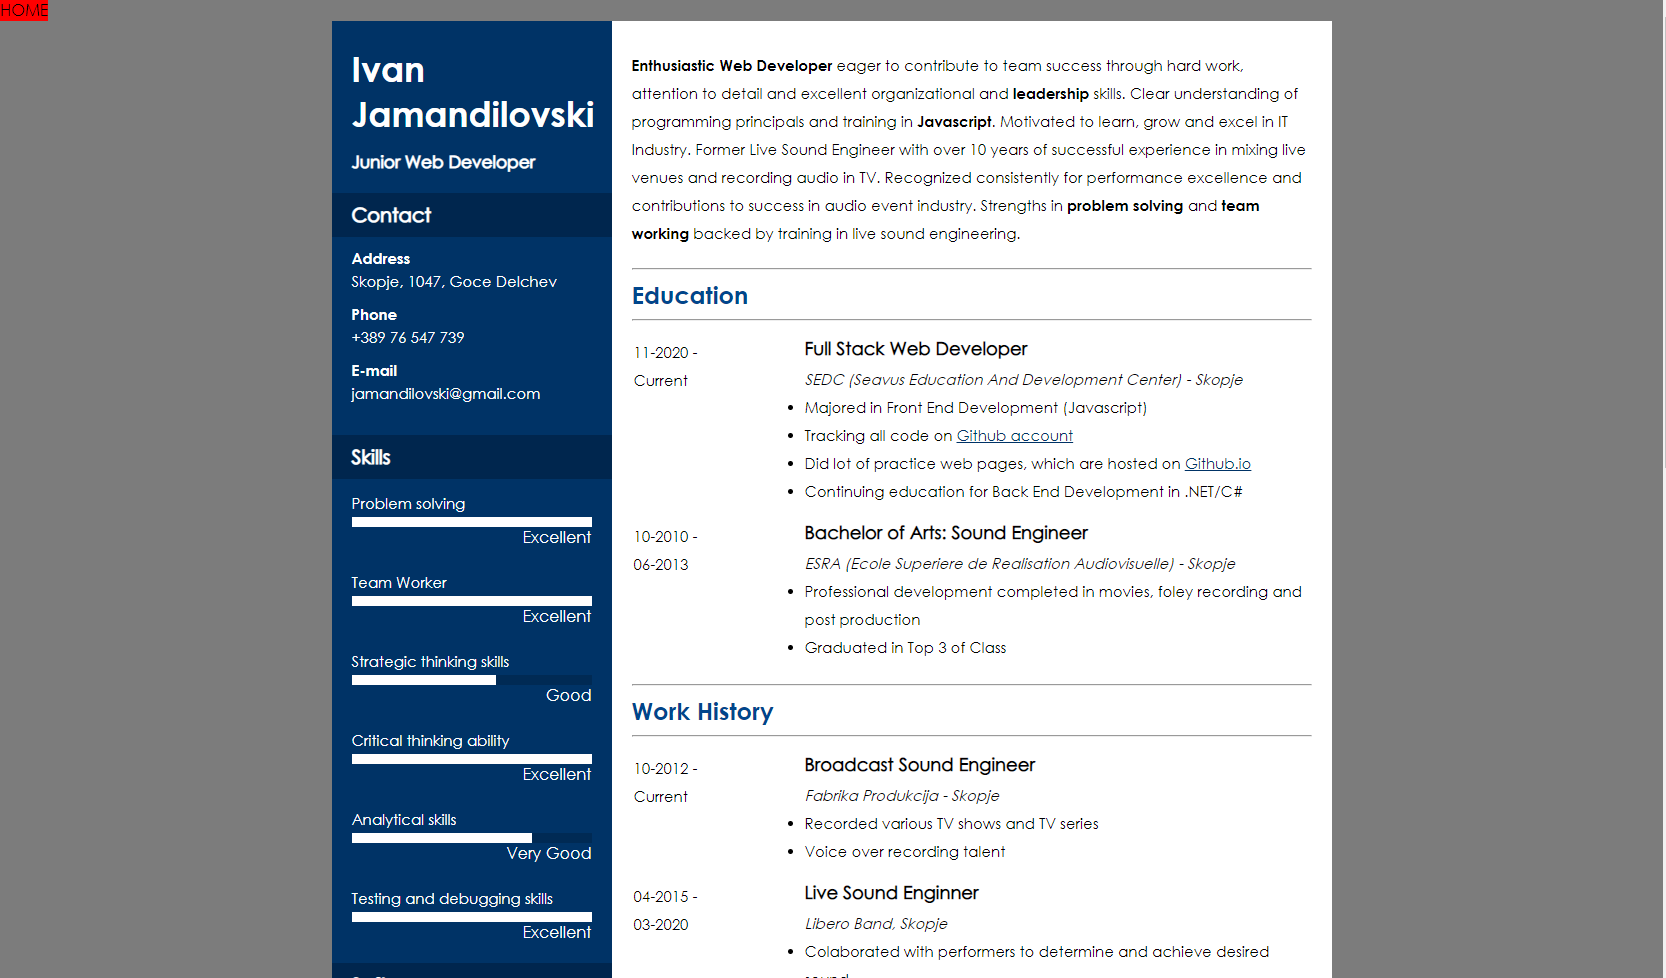 HOME
Ivan
Jamandilovski
Junior Web Developer
Contact
Address
Skopje, 1047, Goce Delchev
Phone
+389 76 547 739
E-mail
jamandilovski@gmail.com
Skills
Problem solving
Excellent
Team Worker
Excellent
Strategic thinking skills
Good
Critical thinking ability
Excellent
Analytical skills
Very Good
Testing and debugging skills
Excellent
Enthusiastic Web Developer eager to contribute to team success through hard work,
attention to detail and excellent organizational and leadership skills. Clear understanding of
programming principals and training in Javascript. Motivated to learn, grow and excel in IT
Industry. Former Live Sound Engineer with over 10 years of successful experience in mixing live
venues and recording audio in TV. Recognized consistently for performance excellence and
contributions to success in audio event industry. Strengths in problem solving and team
working backed by training in live sound engineering.
Education
11-2020 -
Current
Full Stack Web Developer
SEDC (Seavus Education And Development Center) - Skopje
• Majored in Front End Development (Javascript)
• Tracking all code on Github account
• Did lot of practice web pages, which are hosted on Github.io
• Continuing education for Back End Development in .NET/C#
10-2010 -
06-2013
Bachelor of Arts: Sound Engineer
ESRA (Ecole Superiere de Realisation Audiovisuelle) - Skopje
• Professional development completed in movies, foley recording and
post production
• Graduated in Top 3 of Class
Work History
10-2012 -
Current
Broadcast Sound Engineer
Fabrika Produkcija - Skopje
• Recorded various TV shows and TV series
• Voice over recording talent
04-2015 -
03-2020
Live Sound Enginner
Libero Band, Skopje
• Colaborated with performers to determine and achieve desired